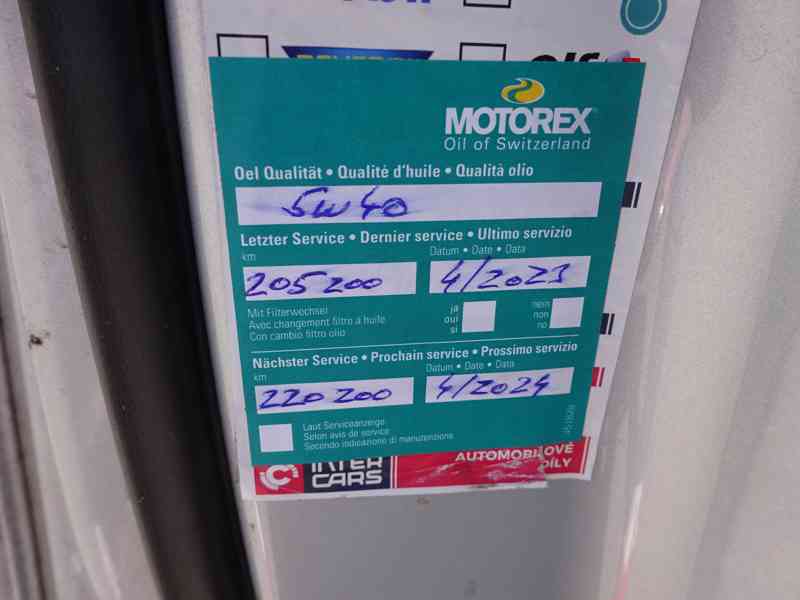 MOTOREX
Oil of Switzerland
Oel Qualität • Qualité d'huile • Qualità olio
5W40
Letzter Service • Dernier service • Ultimo servizio
km Datum • Date • Data
205 200 4/2023
Mit Filterwechsel ja nein
Avec changement filtre à huile oui non
Con cambio filtro olio si no
Nächster Service • Prochain service • Prossimo servizio
km Datum • Date • Data
220 200 4/2024
Laut Serviceanzeige
Selon avis de service
Secondo indicazione di manutenzione
INTER AUTOMOBILOVÉ
CARS DÍLY